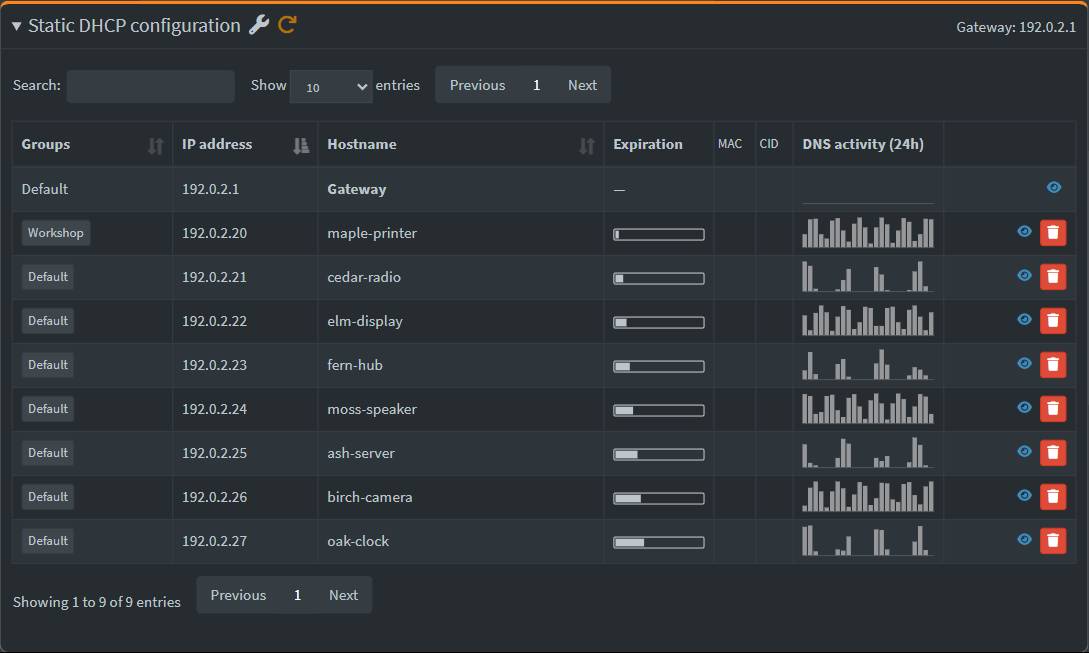 Static DHCP configuration Gateway: 192.0.2.1
Search: Show 10 entries Previous 1 Next
Groups IP address Hostname Expiration MAC CID DNS activity (24h)
Default 192.0.2.1 Gateway —
Workshop 192.0.2.20 maple-printer
Default 192.0.2.21 cedar-radio
Default 192.0.2.22 elm-display
Default 192.0.2.23 fern-hub
Default 192.0.2.24 moss-speaker
Default 192.0.2.25 ash-server
Default 192.0.2.26 birch-camera
Default 192.0.2.27 oak-clock
Showing 1 to 9 of 9 entries Previous 1 Next